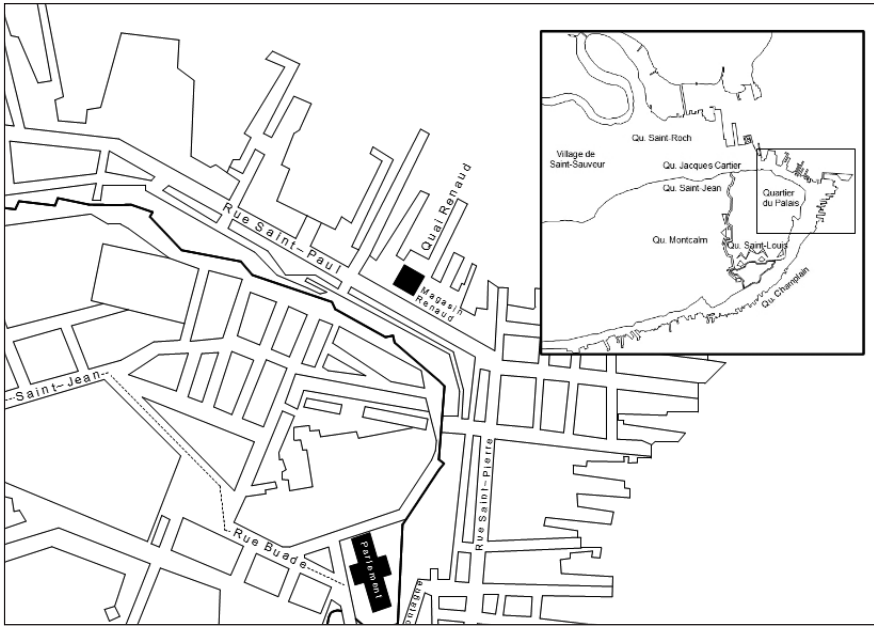 Rue Saint-Paul
Quai Renaud
Magasin
Renaud
Saint-Jean
Rue Buade
Parlement
Rue Saint-Pierre
ontagne
Qu. Saint-Roch
Village de
Saint-Sauveur
Qu. Jacques Cartier
Qu. Saint-Jean
Quartier
du Palais
Qu. Montcalm
Qu. Saint-Louis
Qu. Champlain